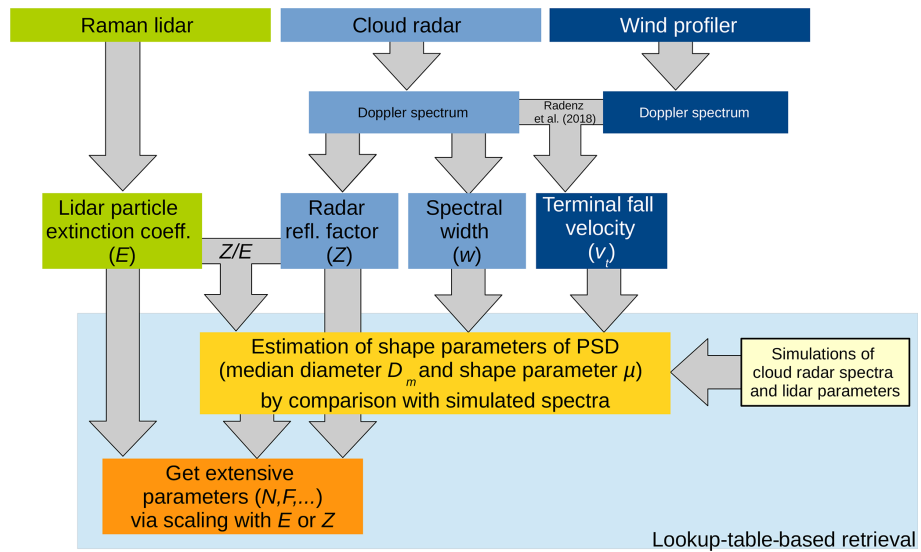 Raman lidar
Cloud radar
Wind profiler
Doppler spectrum
Radenz
et al. (2018)
Doppler spectrum
Lidar particle
extinction coeff.
(E)
Z/E
Radar
refl. factor
(Z)
Spectral
width
(w)
Terminal fall
velocity
(vt)
Estimation of shape parameters of PSD
(median diameter Dm and shape parameter μ)
by comparison with simulated spectra
Simulations of
cloud radar spectra
and lidar parameters
Get extensive
parameters (N,F,...)
via scaling with E or Z
Lookup-table-based retrieval